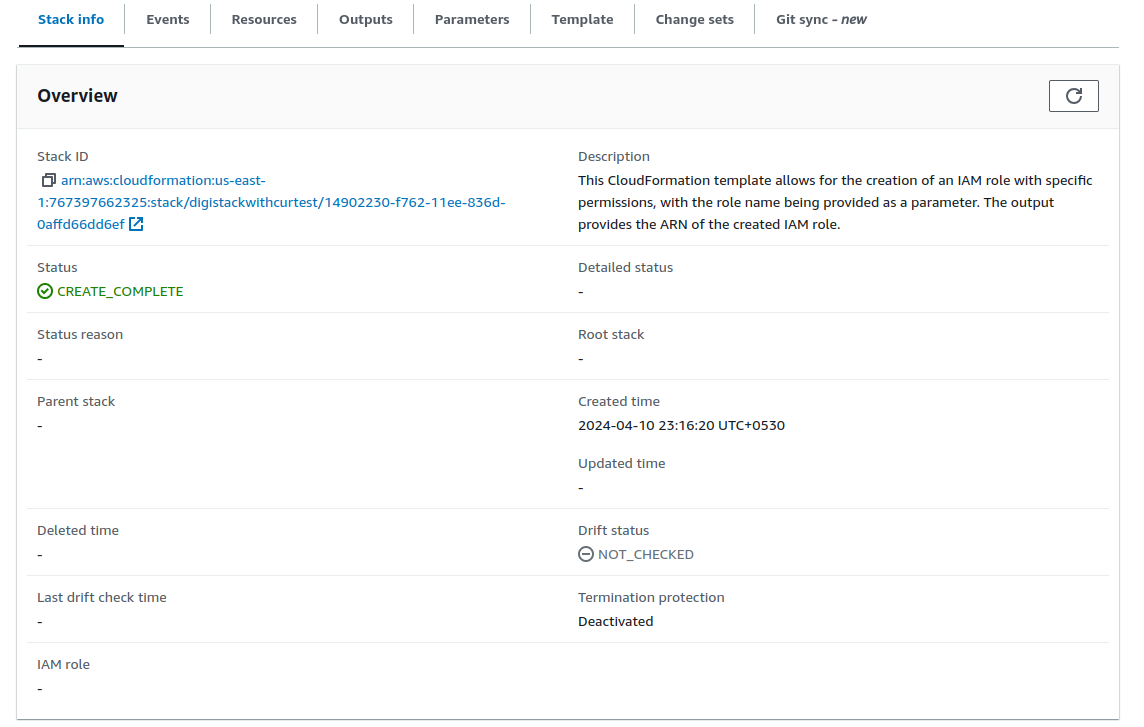 Stack info
Events
Resources
Outputs
Parameters
Template
Change sets
Git sync - new
Overview
Stack ID
arn:aws:cloudformation:us-east-
1:767397662325:stack/digistackwithcurtest/14902230-f762-11ee-836d-
0affd66dd6ef
Description
This CloudFormation template allows for the creation of an IAM role with specific
permissions, with the role name being provided as a parameter. The output
provides the ARN of the created IAM role.
Status
CREATE_COMPLETE
Detailed status
-
Status reason
-
Root stack
-
Parent stack
-
Created time
2024-04-10 23:16:20 UTC+0530
Updated time
-
Deleted time
-
Drift status
NOT_CHECKED
Last drift check time
-
Termination protection
Deactivated
IAM role
-